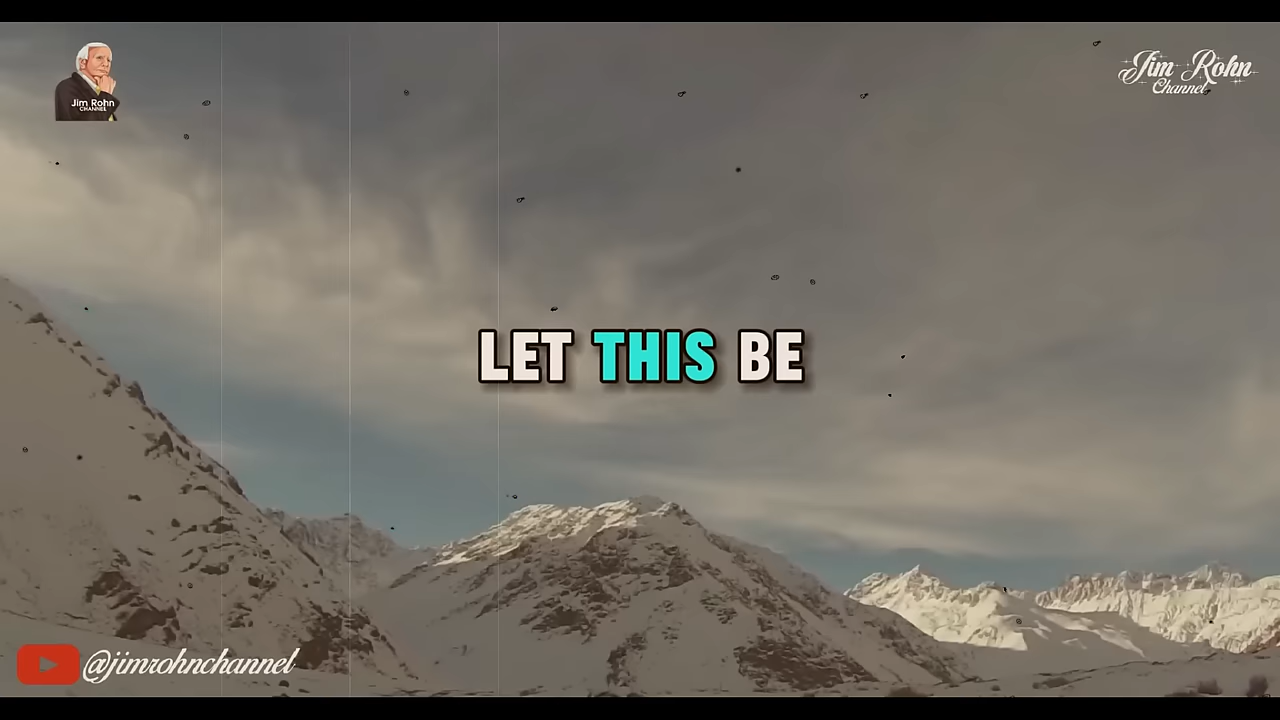 Jim Rohn
CHANNEL
Jim Rohn
Channel
LET THIS BE
@jimrohnchannel